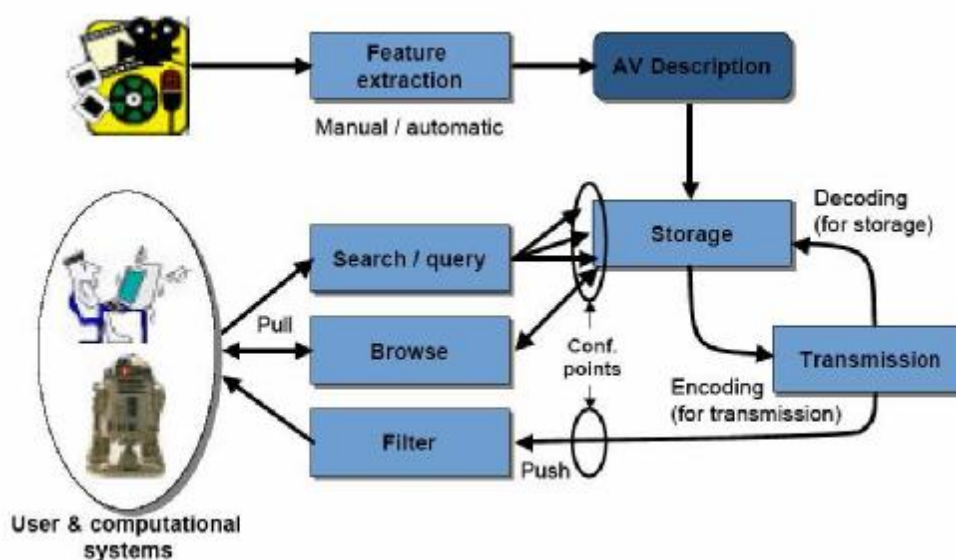 Feature
extraction
AV Description
Manual / automatic
Decoding
(for storage)
Storage
Search / query
Pull
Browse
Conf.
points
Transmission
Encoding
(for transmission)
Filter
Push
User & computational
systems